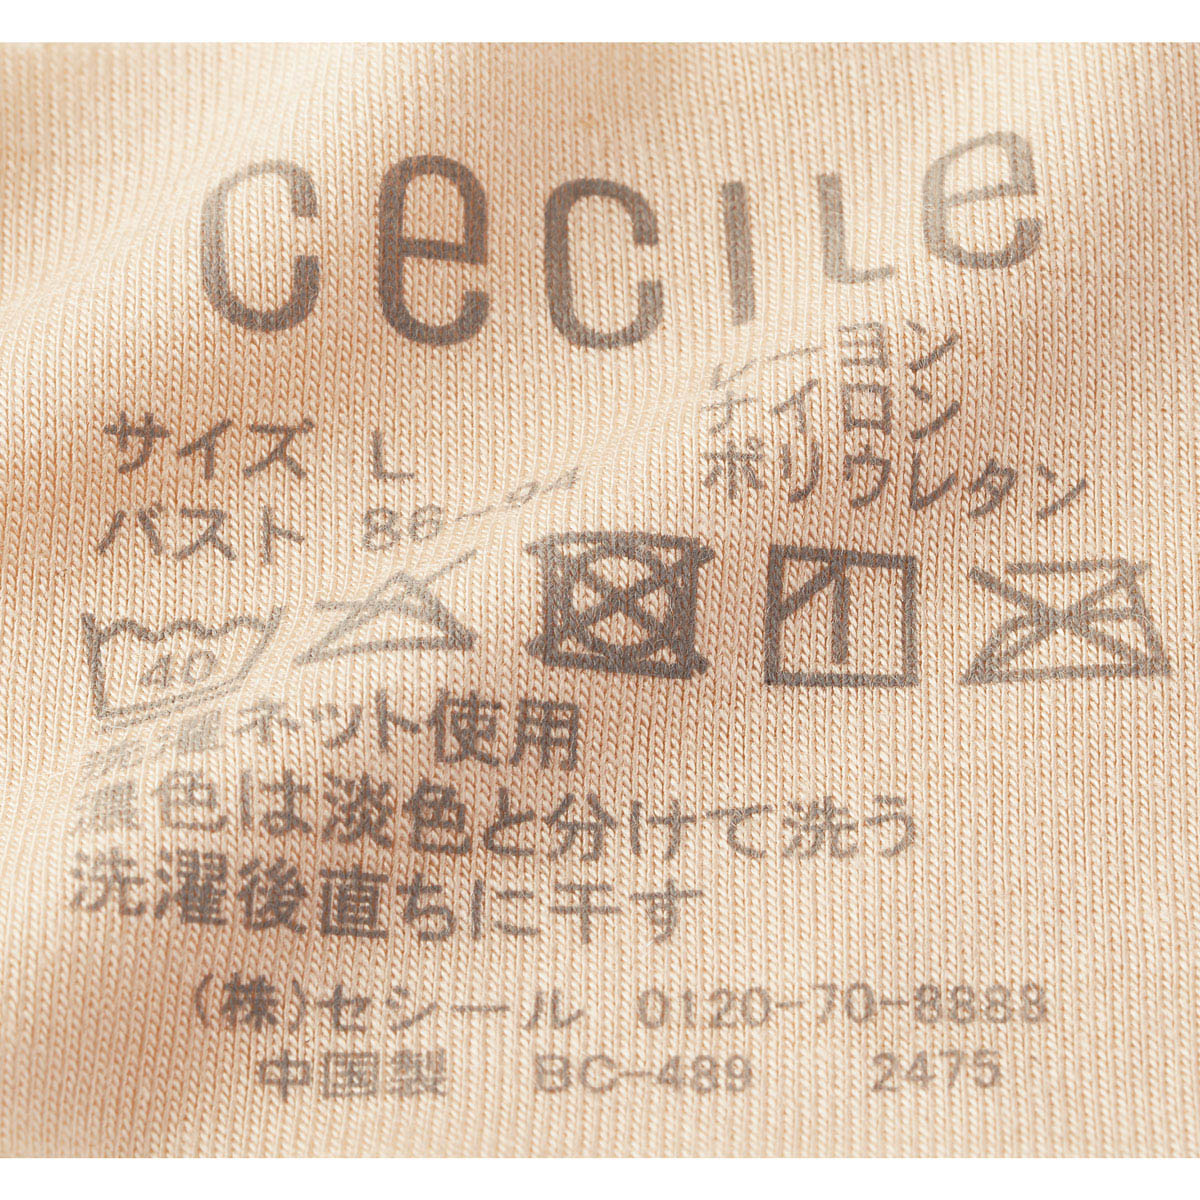 cecile
サイズ L
バスト 86-94
レーヨン
ナイロン
ポリウレタン
40
洗濯ネット使用
濃色は淡色と分けて洗う
洗濯後直ちに干す
(株)セシール 0120-70-8888
中国製 BC-489 2475